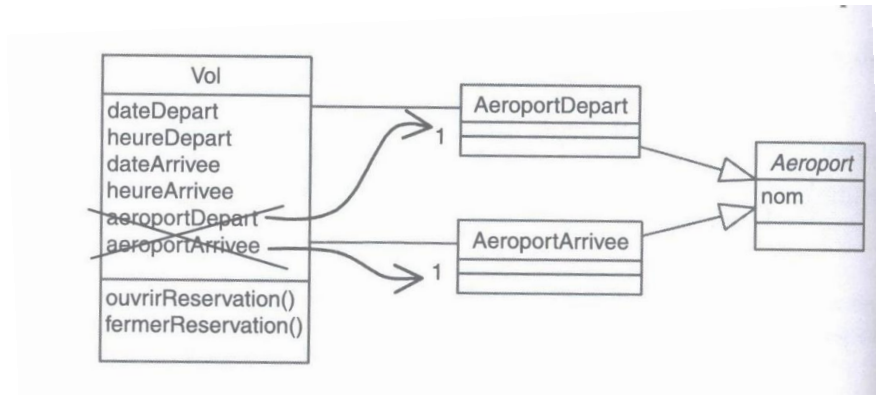 Vol
dateDepart
heureDepart
dateArrivee
heureArrivee
aeroportDepart
aeroportArrivee
ouvrirReservation()
fermerReservation()
AeroportDepart
1
AeroportArrivee
1
Aeroport
nom